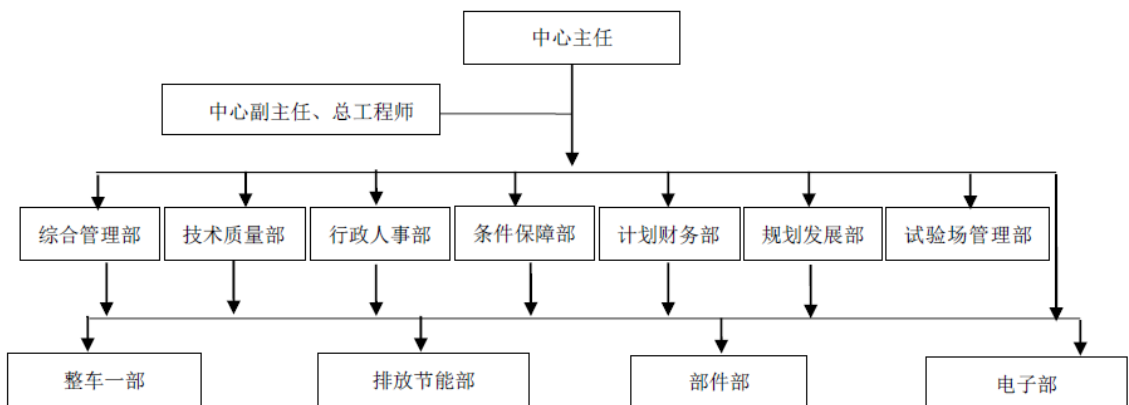 中心主任
中心副主任、总工程师
综合管理部
技术质量部
行政人事部
条件保障部
计划财务部
规划发展部
试验场管理部
整车一部
排放节能部
部件部
电子部